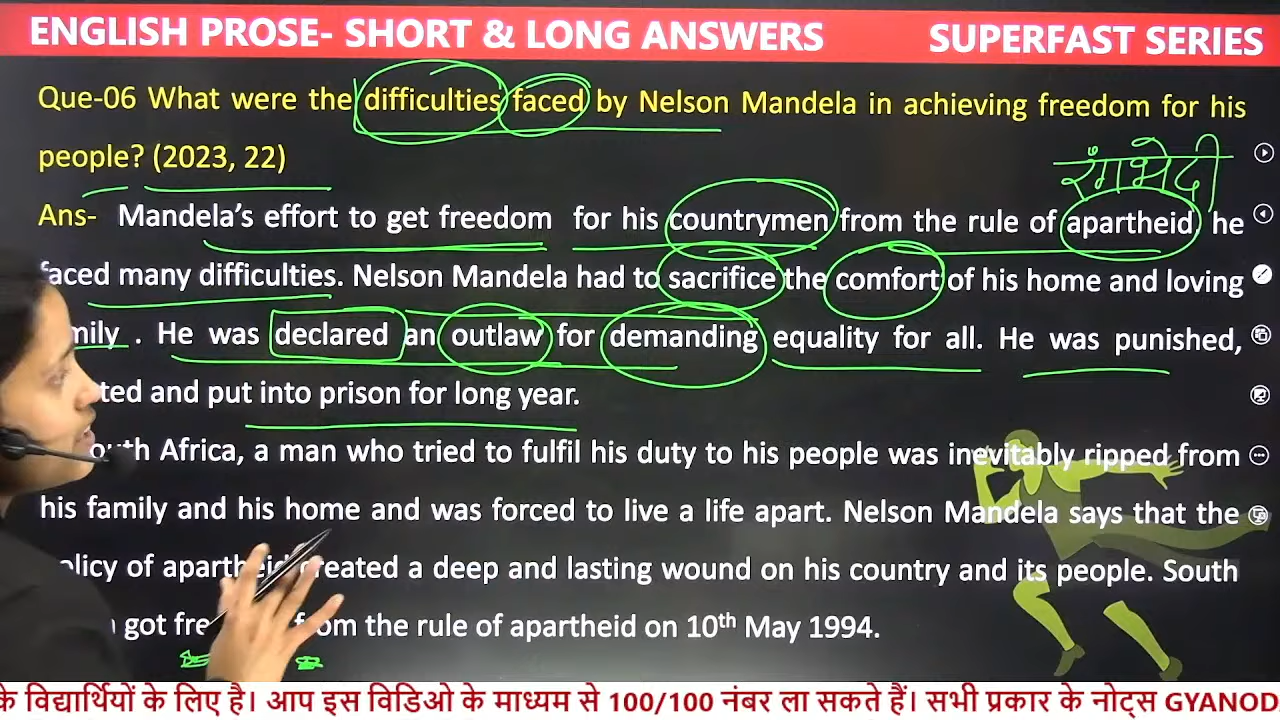 ENGLISH PROSE- SHORT & LONG ANSWERS SUPERFAST SERIES
Que-06 What were the difficulties faced by Nelson Mandela in achieving freedom for his
people? (2023, 22)
रंगभेदी
Ans- Mandela's effort to get freedom for his countrymen from the rule of apartheid, he
faced many difficulties. Nelson Mandela had to sacrifice the comfort of his home and loving
mily . He was declared an outlaw for demanding equality for all. He was punished,
ted and put into prison for long year.
outh Africa, a man who tried to fulfil his duty to his people was inevitably ripped from
his family and his home and was forced to live a life apart. Nelson Mandela says that the
olicy of apartheid created a deep and lasting wound on his country and its people. South
got fre om the rule of apartheid on 10th May 1994.
के विद्यार्थियों के लिए है। आप इस विडिओ के माध्यम से 100/100 नंबर ला सकते हैं। सभी प्रकार के नोट्स GYANOD